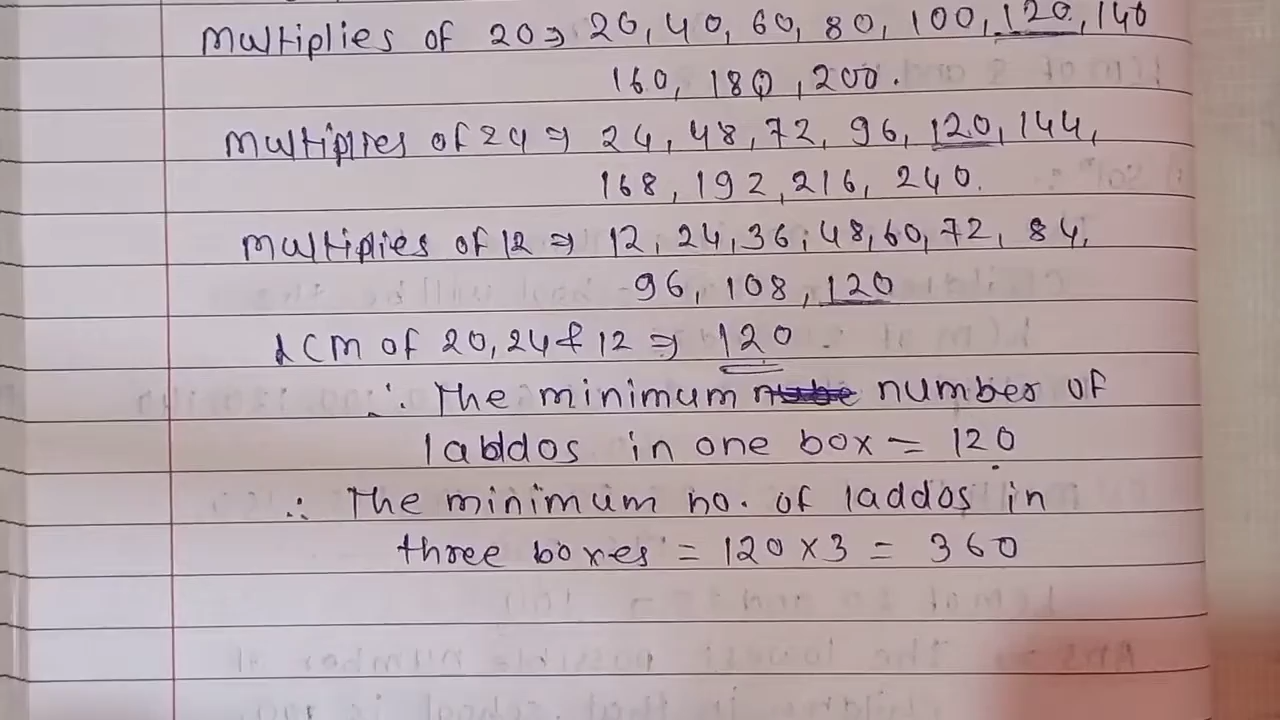 Multiplies of 20 ⇒ 20, 40, 60, 80, 100, 120, 140
160, 180, 200.
Multiplies of 24 ⇒ 24, 48, 72, 96, 120, 144,
168, 192, 216, 240.
Multiplies of 12 ⇒ 12, 24, 36, 48, 60, 72, 84,
96, 108, 120
LCM of 20, 24 & 12 ⇒ 120.
∴ The minimum number of
laddos in one box = 120
∴ The minimum no. of laddos in
three boxes = 120 × 3 = 360